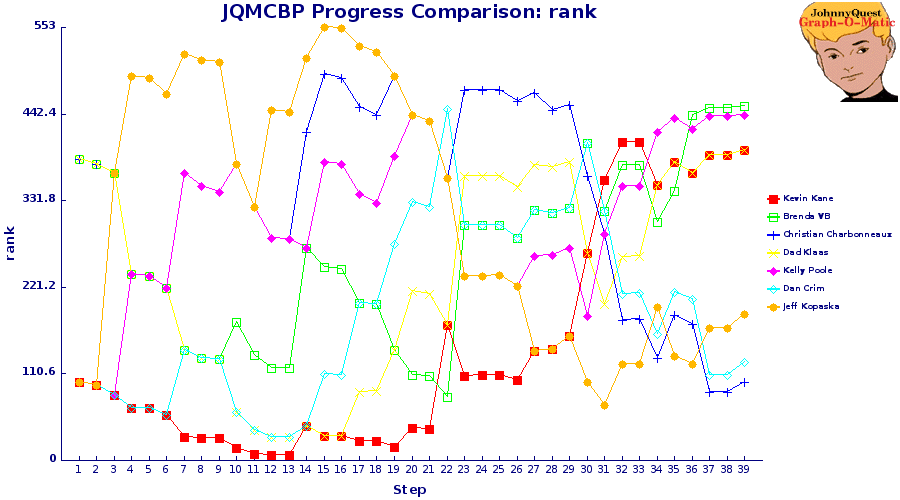 JQMCBP Progress Comparison: rank
JohnnyQuest
Graph-O-Matic
553
442.4
331.8
221.2
110.6
0
rank
1 2 3 4 5 6 7 8 9 10 11 12 13 14 15 16 17 18 19 20 21 22 23 24 25 26 27 28 29 30 31 32 33 34 35 36 37 38 39
Step
Kevin Kane
Brenda VB
Christian Charbonneaux
Dad Klaas
Kelly Poole
Dan Crim
Jeff Kopaska